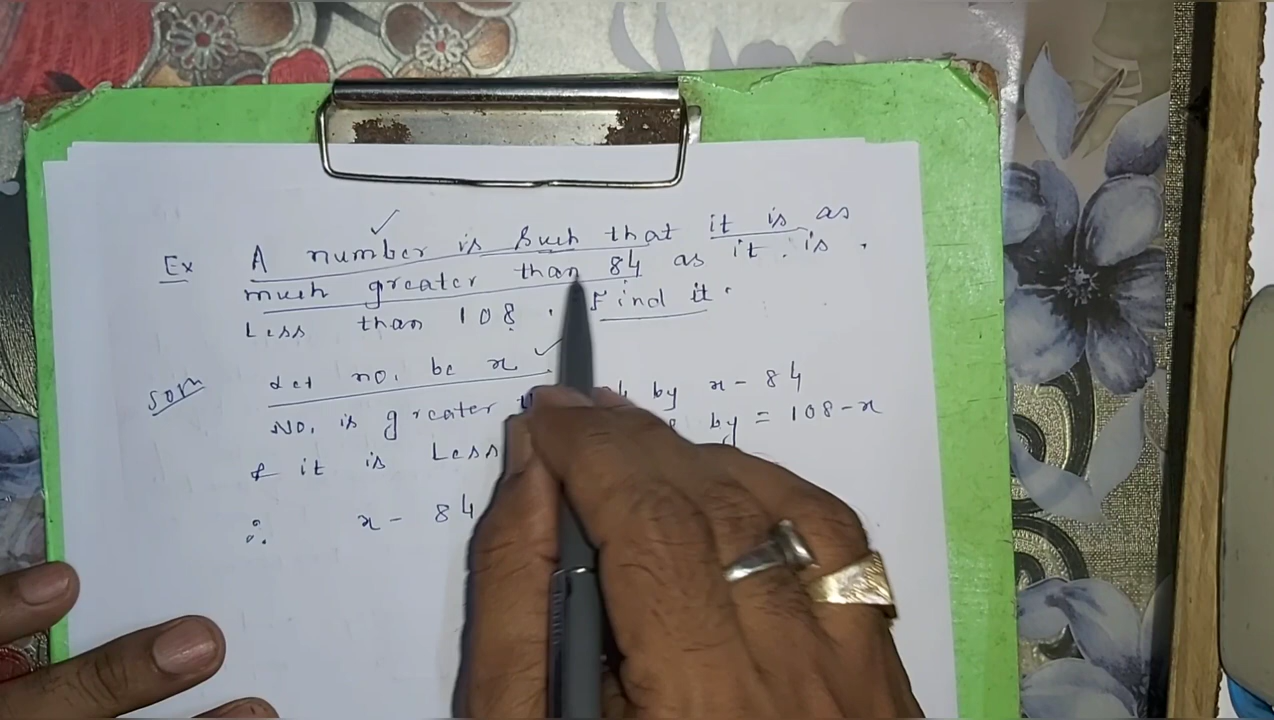 Ex A number is such that it is as
much greater than 84 as it is
Less than 108. Find it.
Som Let no. be x
No. is greater by x - 84
& it is Less by = 108 - x
∴ x - 84